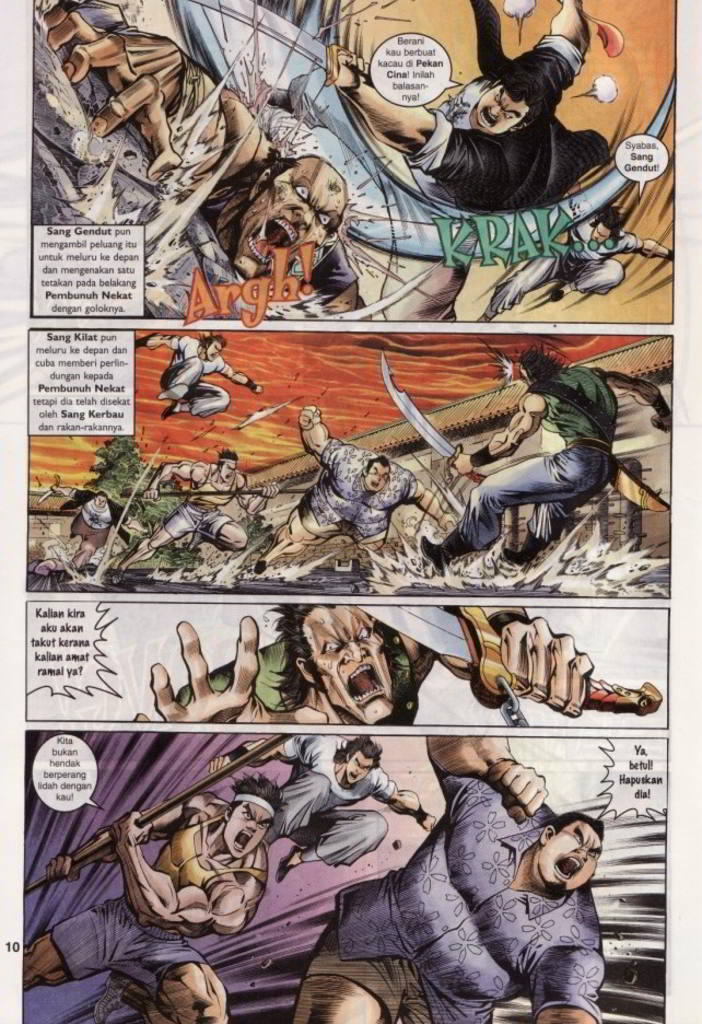 Berani
kau berbuat
kacau di Pekan
Cina! Inilah
balasan-
nya!
Syabas,
Sang
Gendut!
Sang Gendut pun
mengambil peluang itu
untuk meluru ke depan
dan mengenakan satu
tetakan pada belakang
Pembunuh Nekat
dengan goloknya.
Argh!
KRAK...
Sang Kilat pun
meluru ke depan dan
cuba memberi perlin-
dungan kepada
Pembunuh Nekat
tetapi dia telah disekat
oleh Sang Kerbau
dan rakan-rakannya.
Kalian kira
aku akan
takut kerana
kalian amat
ramai ya?
Kita
bukan
hendak
berperang
lidah dengan
kau!
Ya,
betul!
Hapuskan
dia!
10